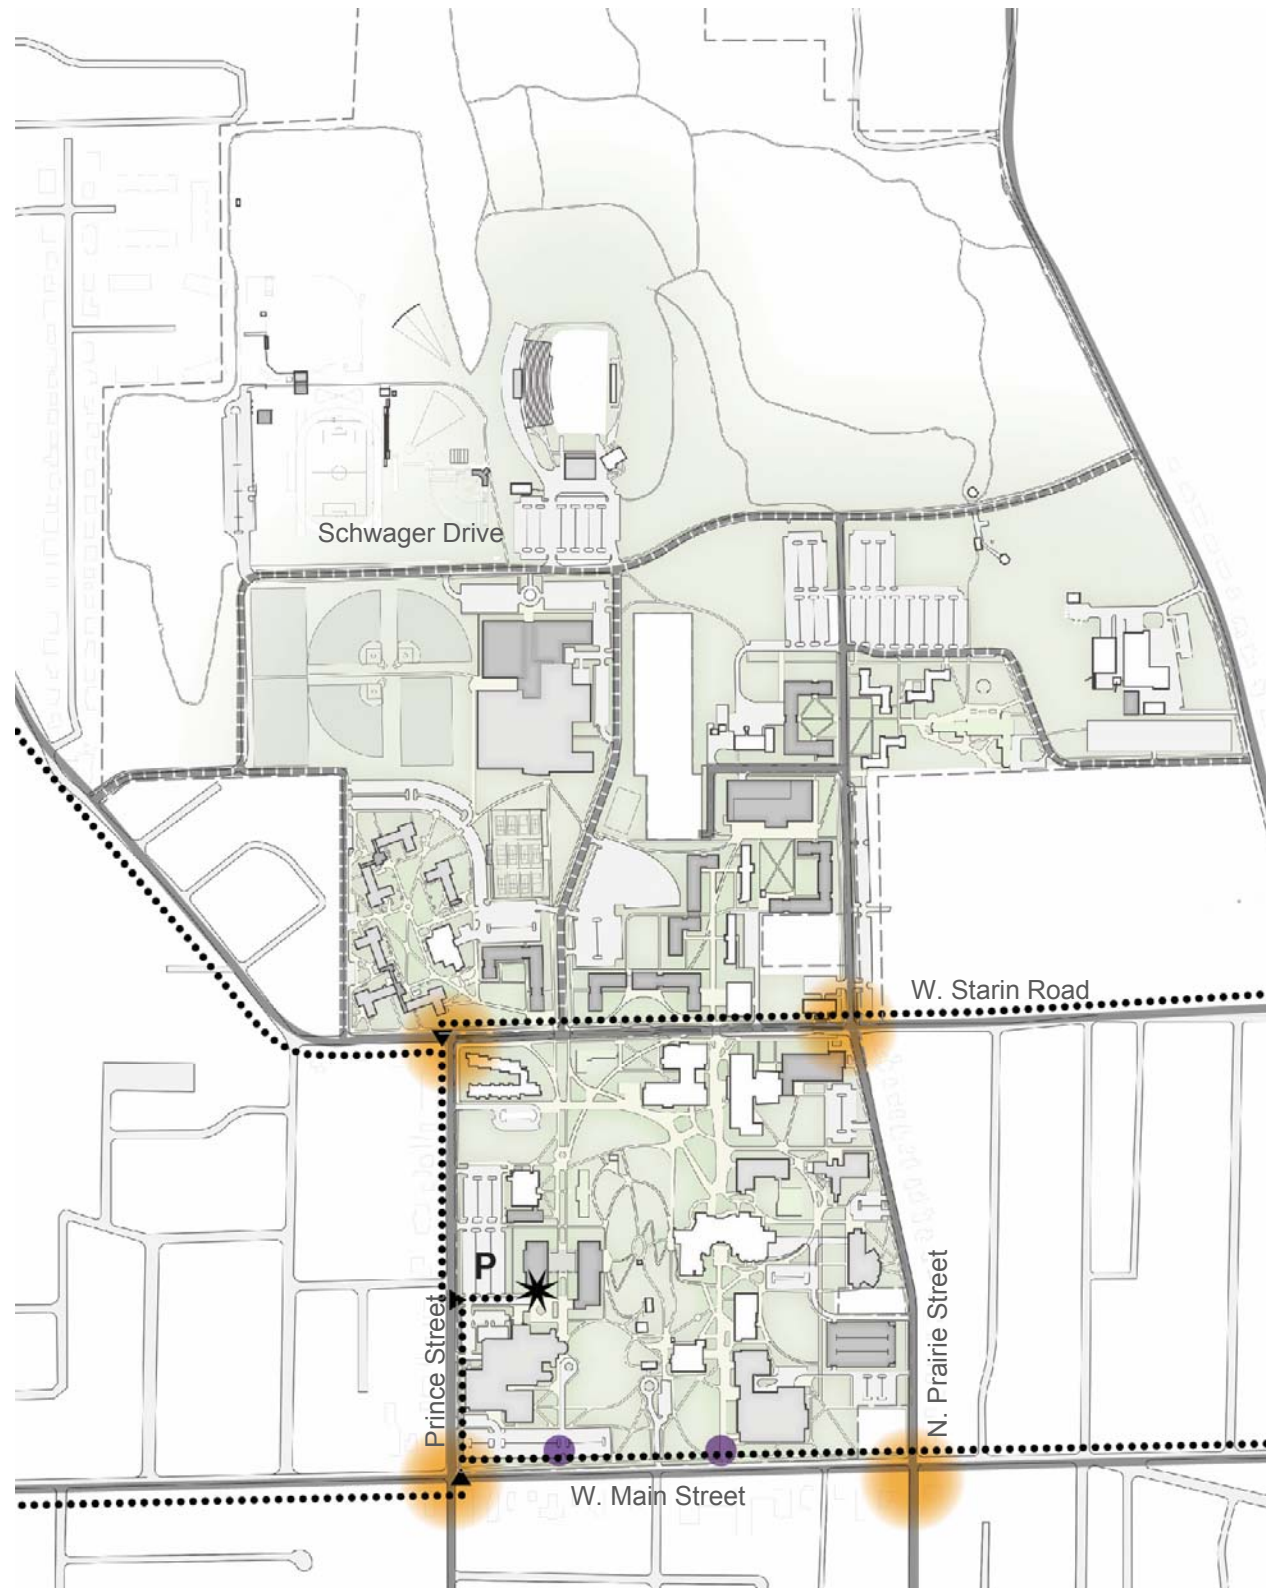 Schwager Drive
W. Starin Road
P
Prince Street
N. Prairie Street
W. Main Street